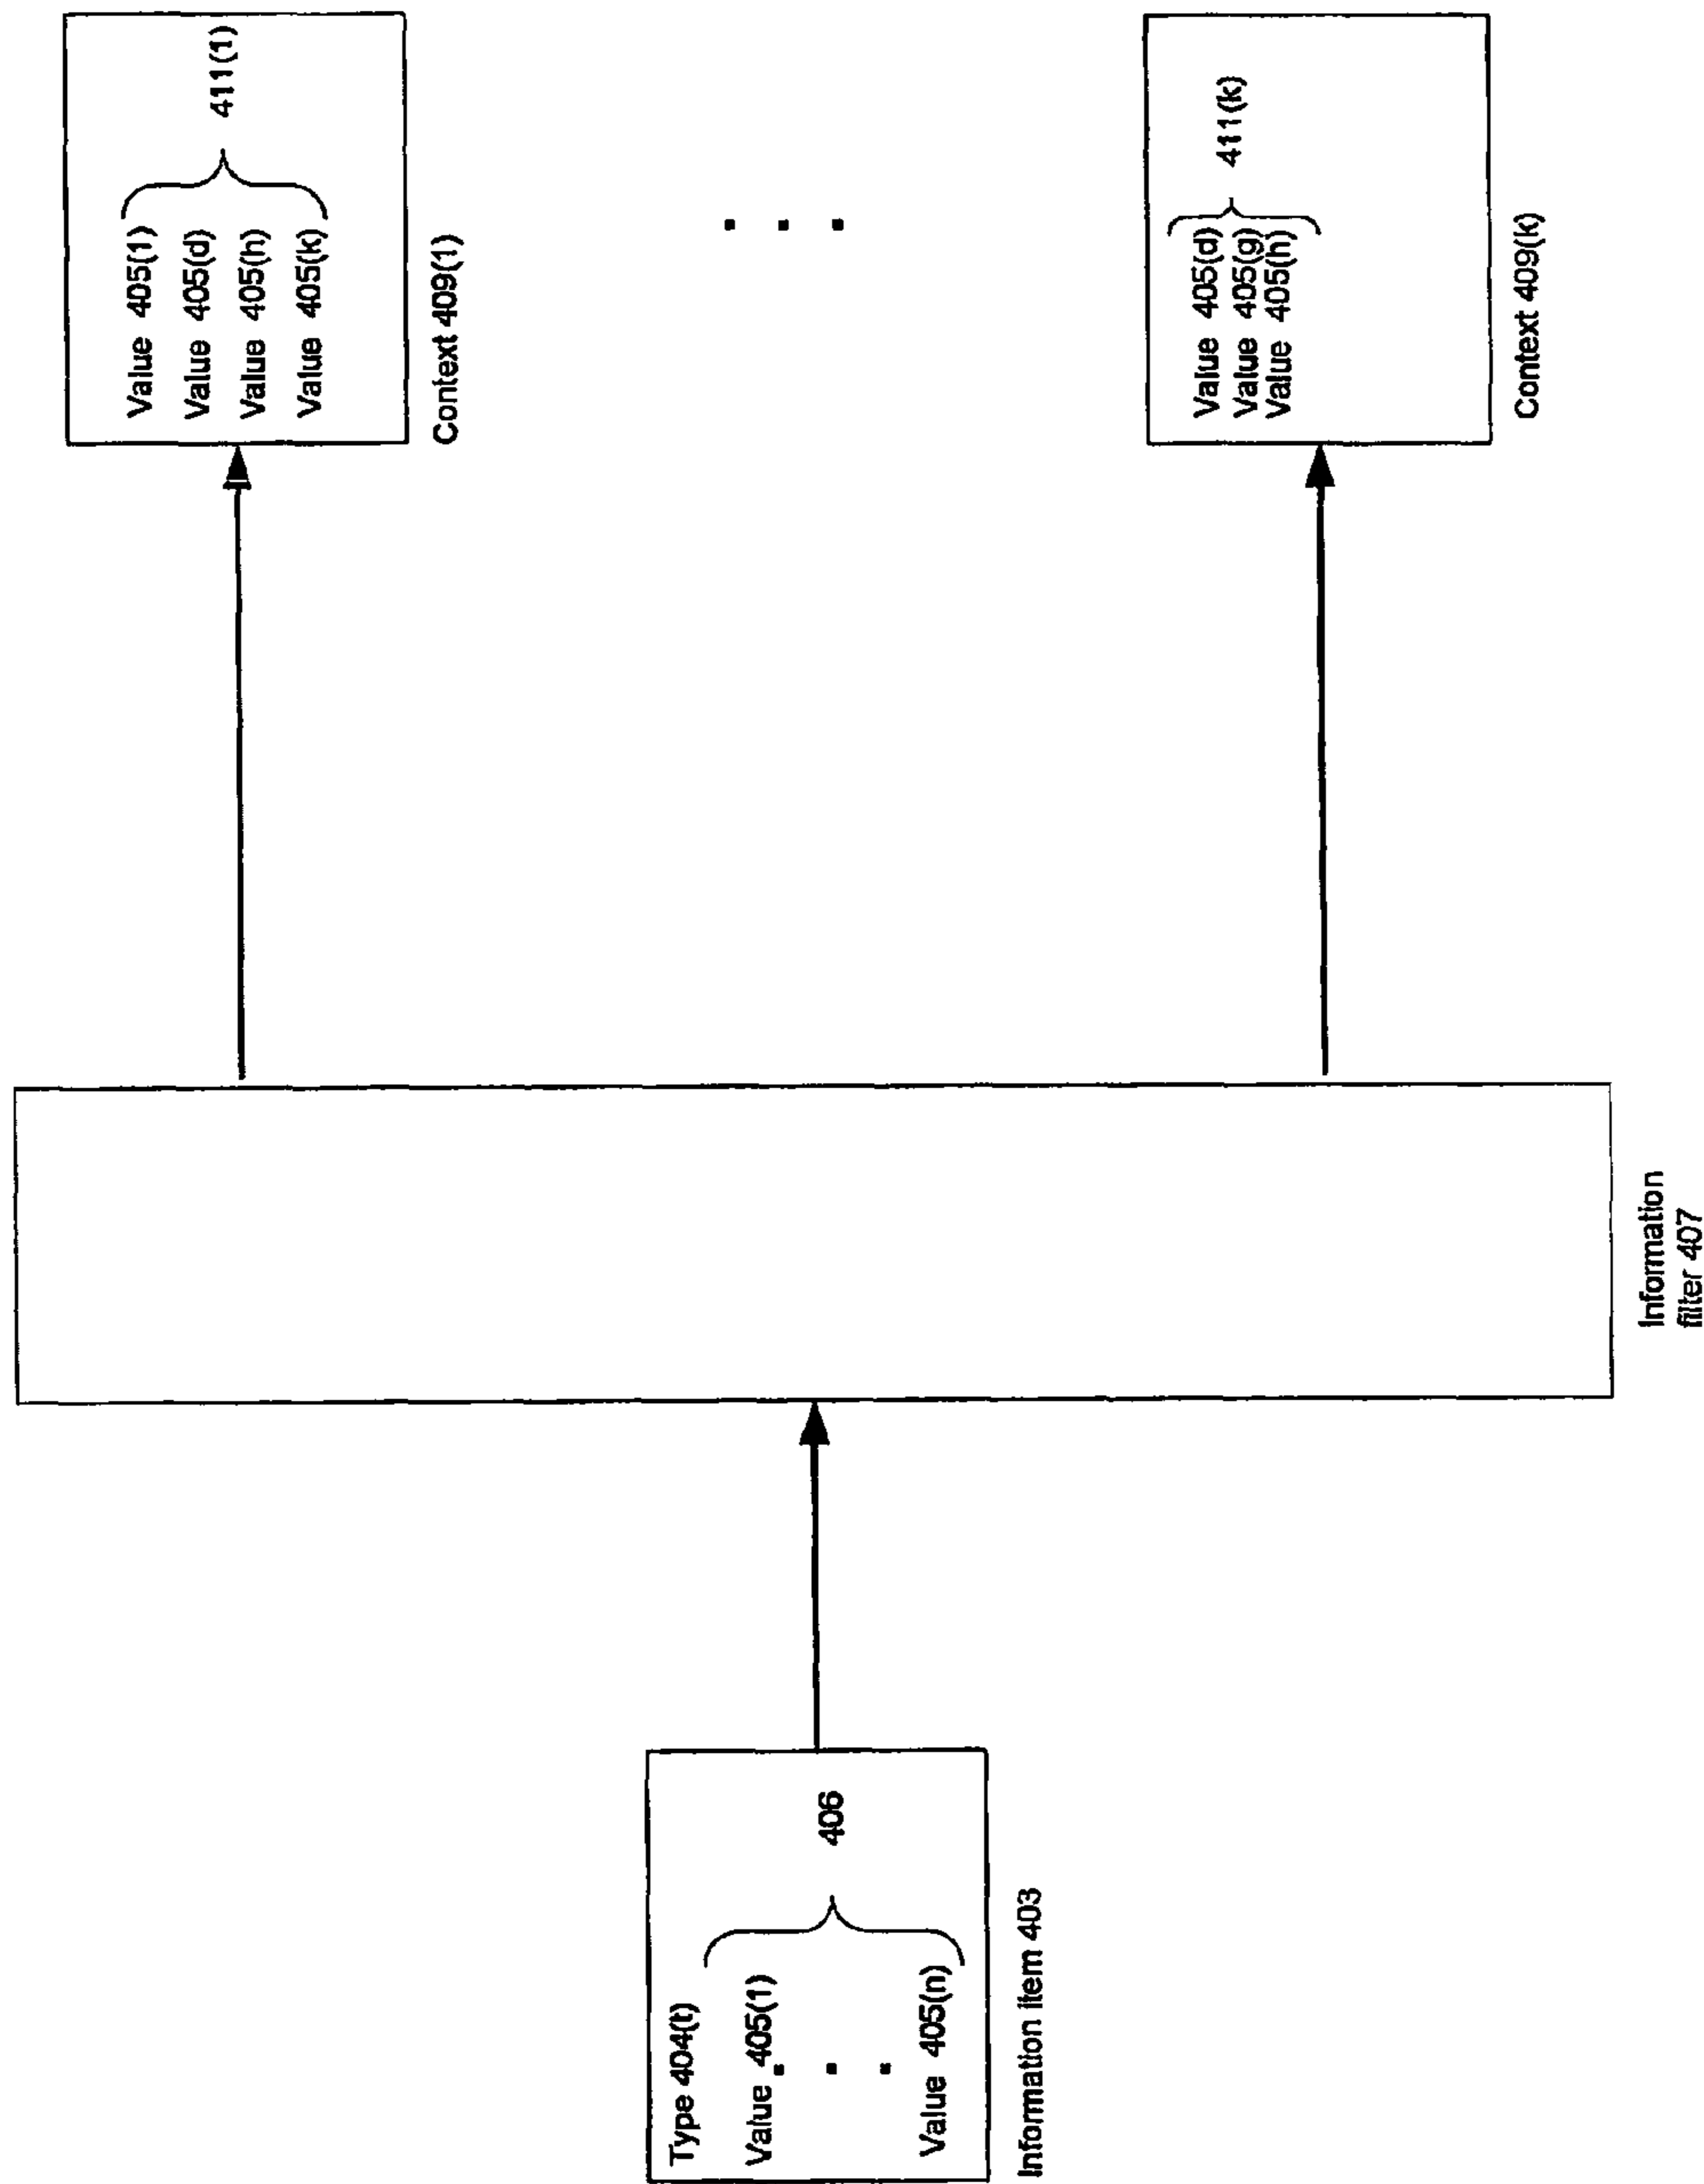 Type 404(t)
Value 405(1)
Value 405(n)
406
Information item 403
Information
filter 407
Value 405(1)
Value 405(d)
Value 405(h)
Value 405(k)
411(1)
Context 409(1)
Value 405(d)
Value 405(g)
Value 405(h)
411(k)
Context 409(k)